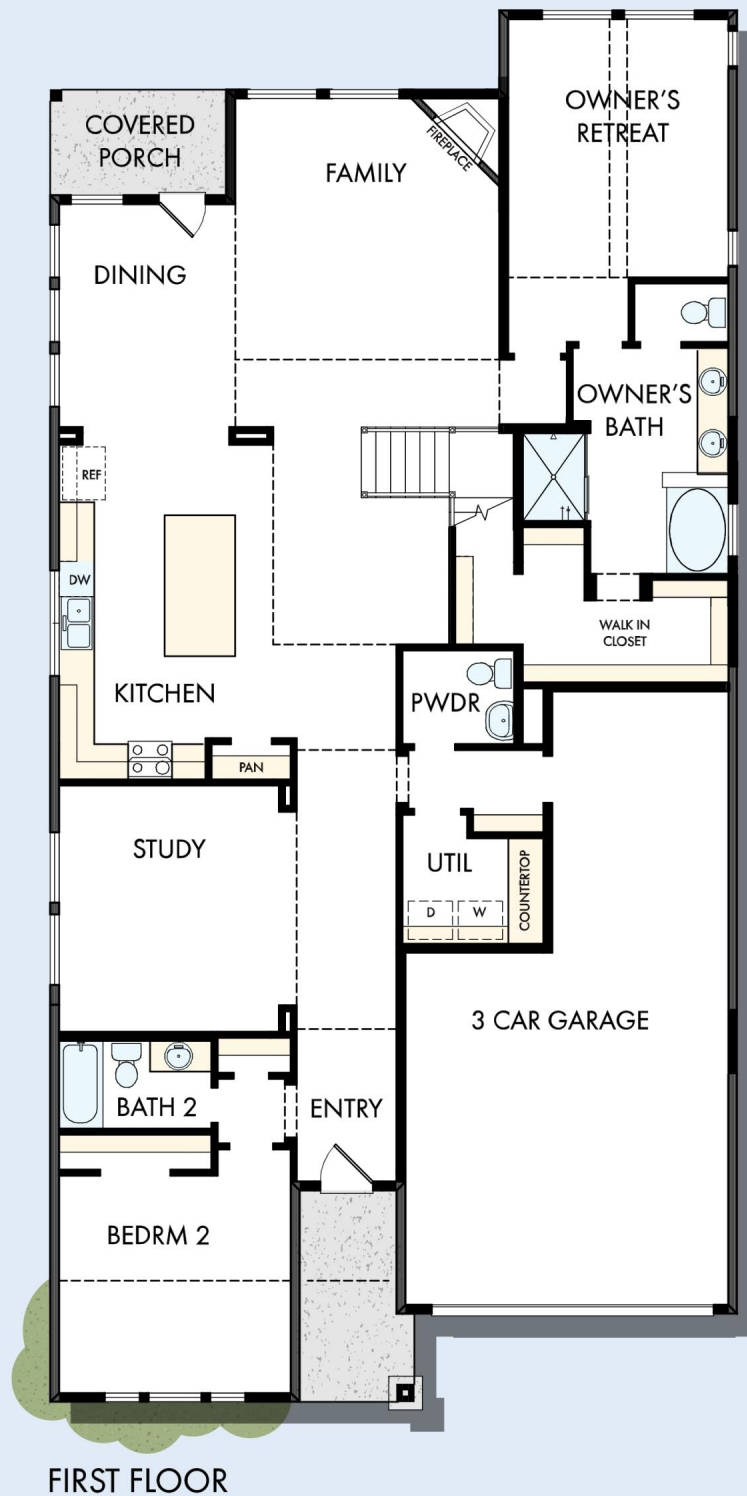 COVERED
PORCH
FAMILY
FIREPLACE
OWNER'S
RETREAT
DINING
OWNER'S
BATH
REF
DW
WALK IN
CLOSET
KITCHEN
PWDR
PAN
STUDY
UTIL
COUNTERTOP
D
W
3 CAR GARAGE
BATH 2
ENTRY
BEDRM 2
FIRST FLOOR